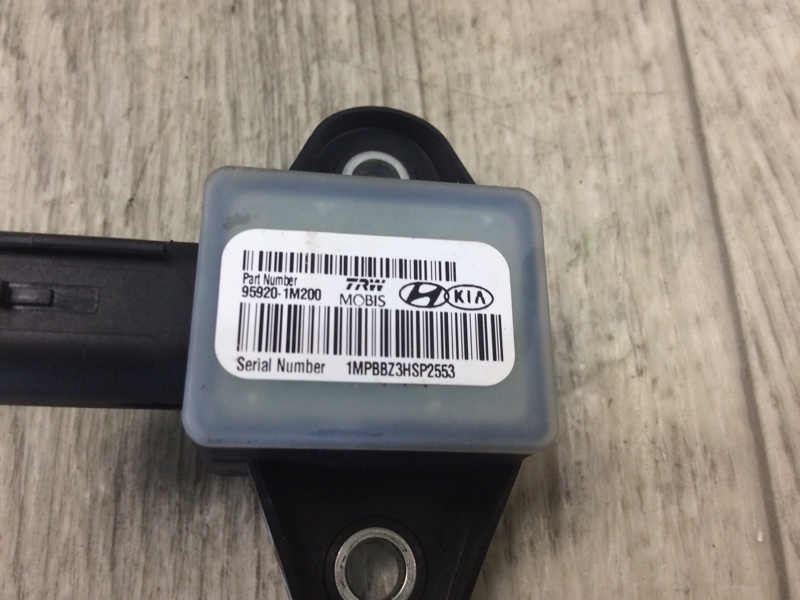 Part Number TRW
95920-1M200 MOBIS H KIA
Serial Number 1MPBBZ3HSP2553